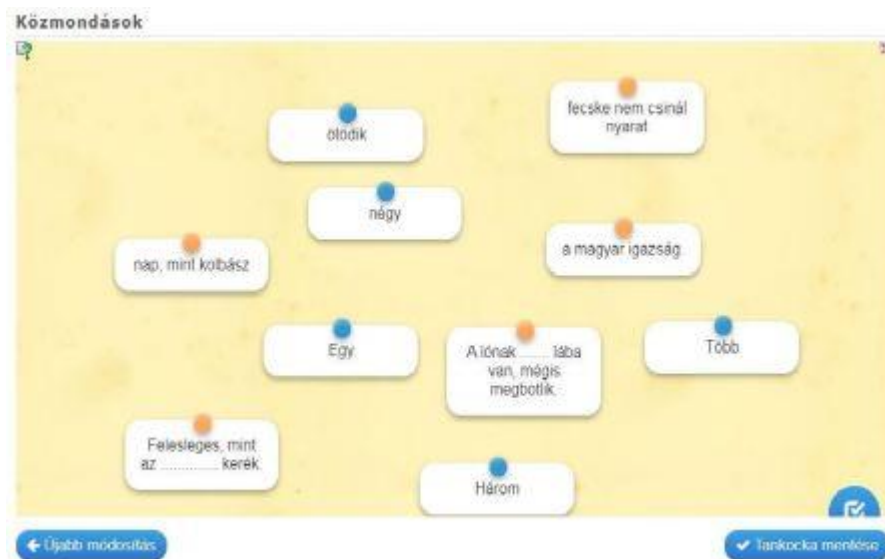 Közmondások
ötödik
fecske nem csinál
nyarat
négy
nap, mint kolbász
a magyar igazság
Egy
A lónak ........ lába
van, mégis
megbotlik.
Több
Felesleges, mint
az ............... kerék
Három
Újabb módosítás
Tankocka mentése